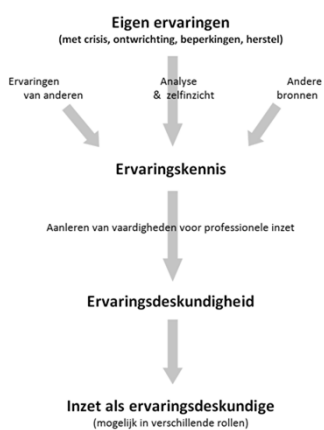 Eigen ervaringen
(met crisis, ontwrichting, beperkingen, herstel)
Ervaringen
van anderen
Analyse
& zelfinzicht
Andere
bronnen
Ervaringskennis
Aanleren van vaardigheden voor professionele inzet
Ervaringsdeskundigheid
Inzet als ervaringsdeskundige
(mogelijk in verschillende rollen)